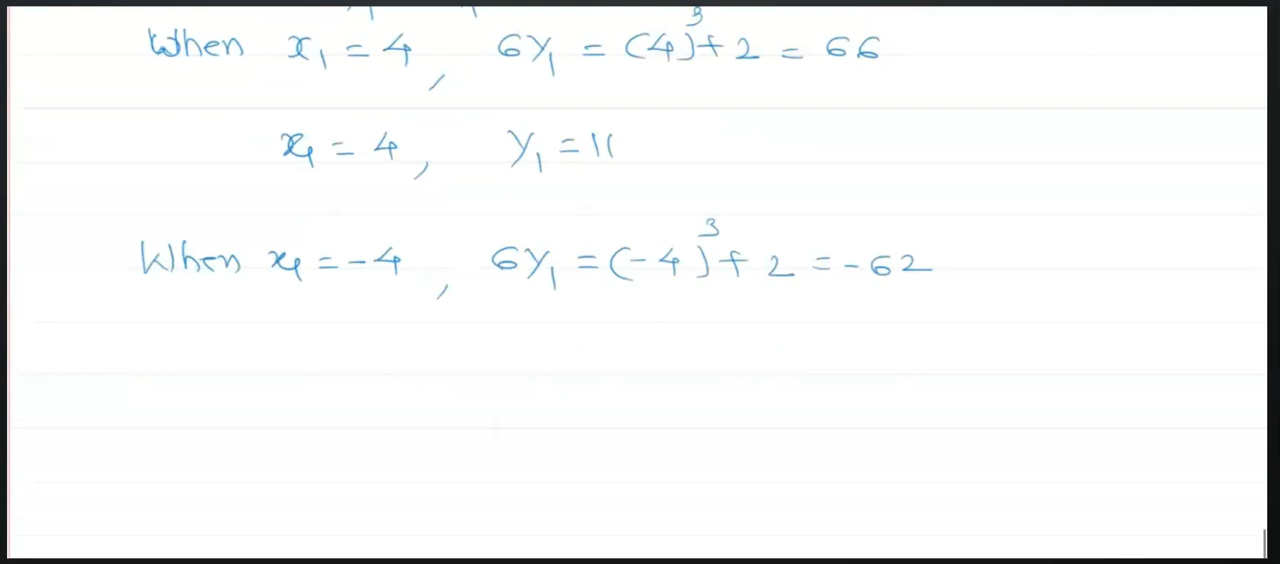 When x₁ = 4, 6y₁ = (4)³ + 2 = 66
x₁ = 4, y₁ = 11
When x₁ = -4, 6y₁ = (-4)³ + 2 = -62